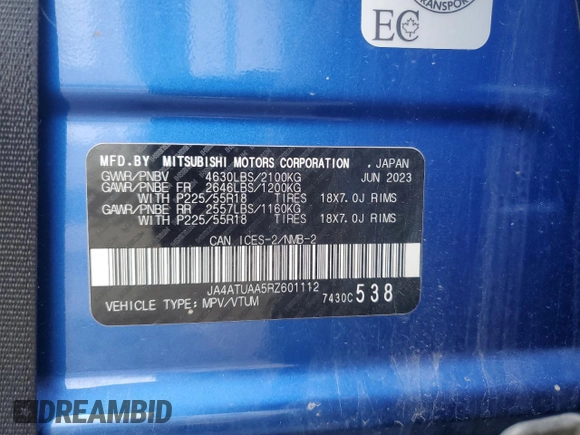 TRANSPORT
EC
MFD.BY MITSUBISHI MOTORS CORPORATION . JAPAN
GWR/PNBV 4630LBS/2100KG JUN 2023
GAWR/PNBE FR 2646LBS/1200KG
WITH P225/55R18 TIRES 18X7.0J RIMS
GAWR/PNBE RR 2557LBS/1160KG
WITH P225/55R18 TIRES 18X7.0J RIMS
CAN ICES-2/NMB-2
JA4ATUAA5RZ601112
VEHICLE TYPE:MPV/VTUM 7430C 538
DREAMBID